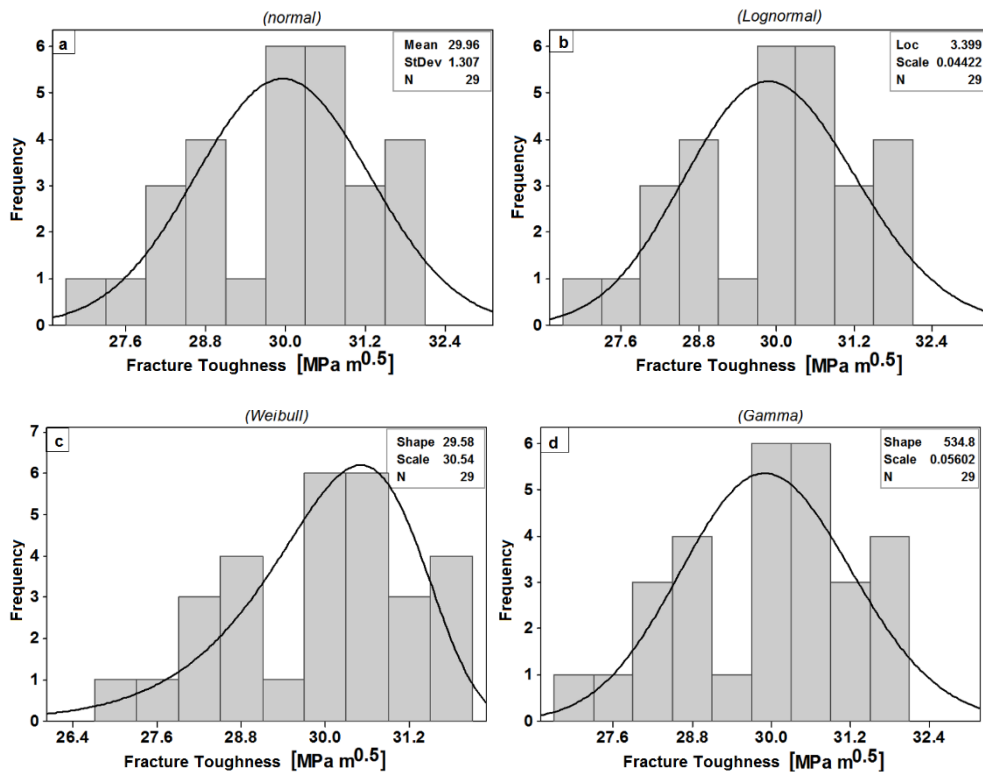 (normal)
a
Mean 29.96
StDev 1.307
N 29
6
5
4
3
2
1
0
Frequency
27.6 28.8 30.0 31.2 32.4
Fracture Toughness [MPa m0.5)
(Lognormal)
b
Loc 3.399
Scale 0.04422
N 29
6
5
4
3
2
1
0
Frequency
27.6 28.8 30.0 31.2 32.4
Fracture Toughness [MPa m0.5)
(Weibull)
c
Shape 29.58
Scale 30.54
N 29
7
6
5
4
3
2
1
0
Frequency
26.4 27.6 28.8 30.0 31.2
Fracture Toughness [MPa m0.5)
(Gamma)
d
Shape 534.8
Scale 0.05602
N 29
6
5
4
3
2
1
0
Frequency
27.6 28.8 30.0 31.2 32.4
Fracture Toughness [MPa m0.5)